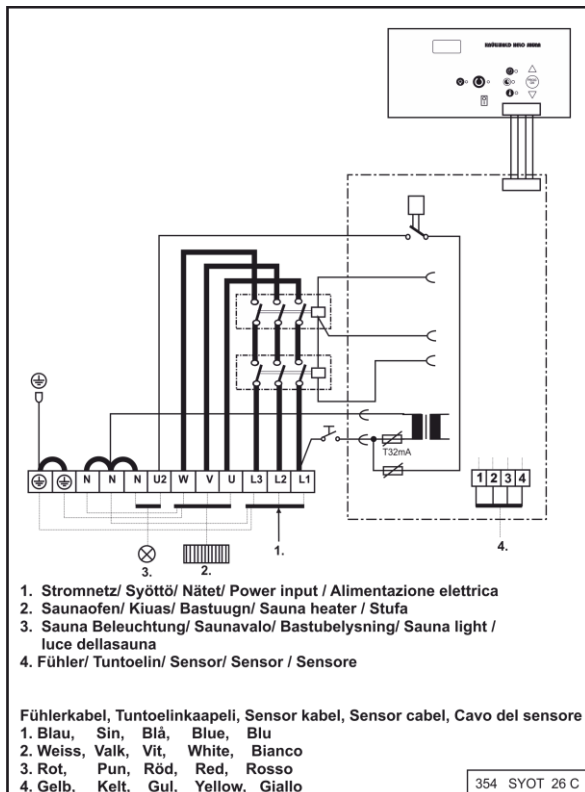 T32mA
N N N U2 W V U L3 L2 L1
1 2 3 4
3. 2. 1. 4.
1. Stromnetz/ Syöttö/ Nätet/ Power input / Alimentazione elettrica
2. Saunaofen/ Kiuas/ Bastuugn/ Sauna heater / Stufa
3. Sauna Beleuchtung/ Saunavalo/ Bastubelysning/ Sauna light /
luce dellasauna
4. Fühler/ Tuntoelin/ Sensor/ Sensor / Sensore
Fühlerkabel, Tuntoelinkaapeli, Sensor kabel, Sensor cabel, Cavo del sensore
1. Blau, Sin, Blå, Blue, Blu
2. Weiss, Valk, Vit, White, Bianco
3. Rot, Pun, Röd, Red, Rosso
4. Gelb, Kelt, Gul, Yellow, Giallo
354 SYOT 26 C